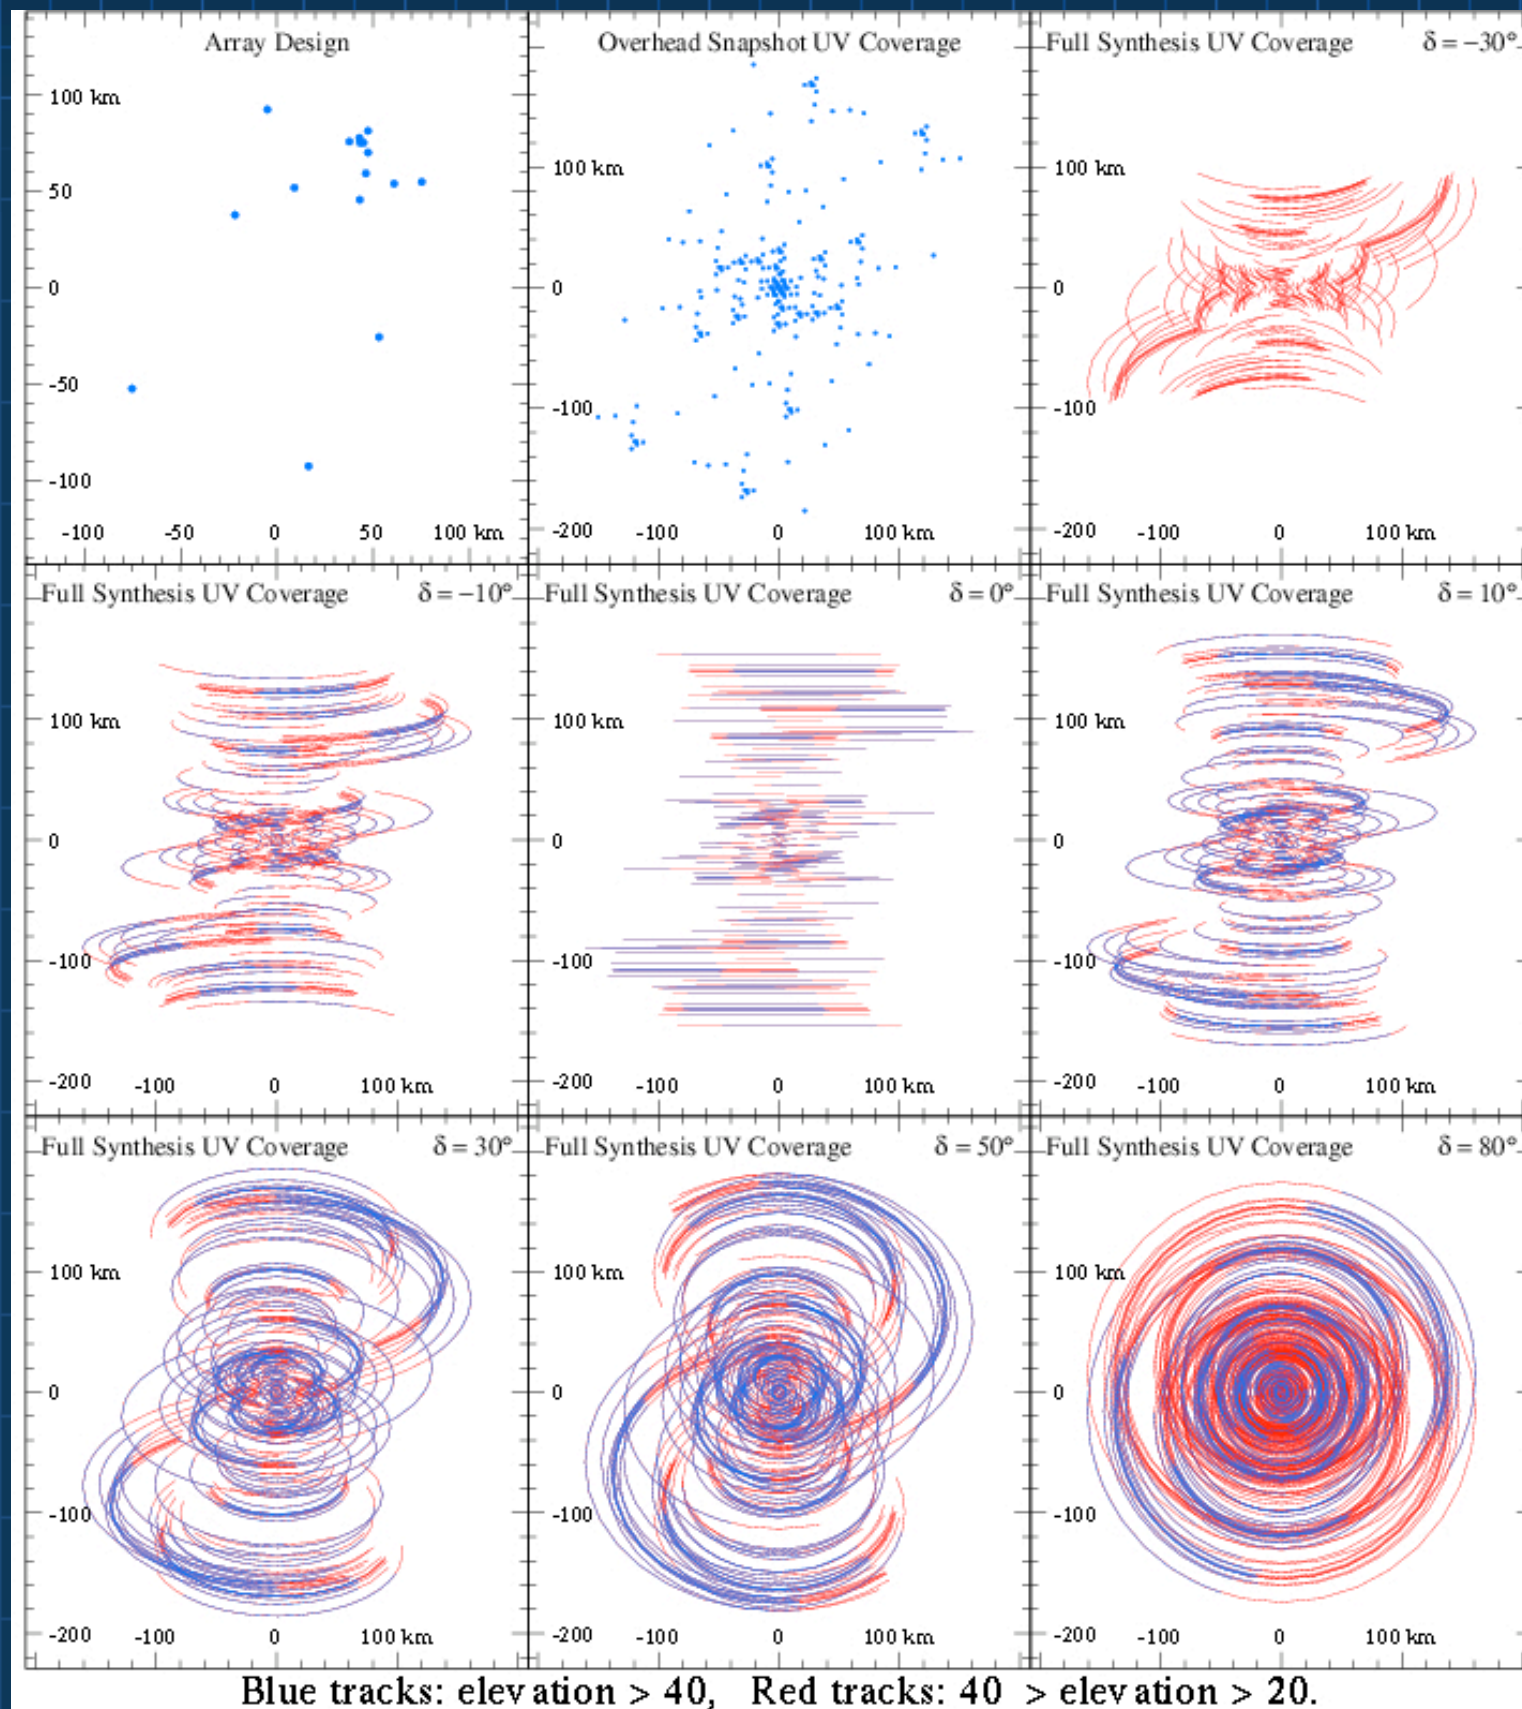 Array Design
100 km
50
0
-50
-100
-100 -50 0 50 100 km
Overhead Snapshot UV Coverage
100 km
0
-100
-200 -100 0 100 km
Full Synthesis UV Coverage δ = −30°
100 km
0
-100
-200 -100 0 100 km
Full Synthesis UV Coverage δ = −10°
100 km
0
-100
-200 -100 0 100 km
Full Synthesis UV Coverage δ = 0°
100 km
0
-100
-200 -100 0 100 km
Full Synthesis UV Coverage δ = 10°
100 km
0
-100
-200 -100 0 100 km
Full Synthesis UV Coverage δ = 30°
100 km
0
-100
-200 -100 0 100 km
Full Synthesis UV Coverage δ = 50°
100 km
0
-100
-200 -100 0 100 km
Full Synthesis UV Coverage δ = 80°
100 km
0
-100
-200 -100 0 100 km
Blue tracks: elevation > 40, Red tracks: 40 > elevation > 20.